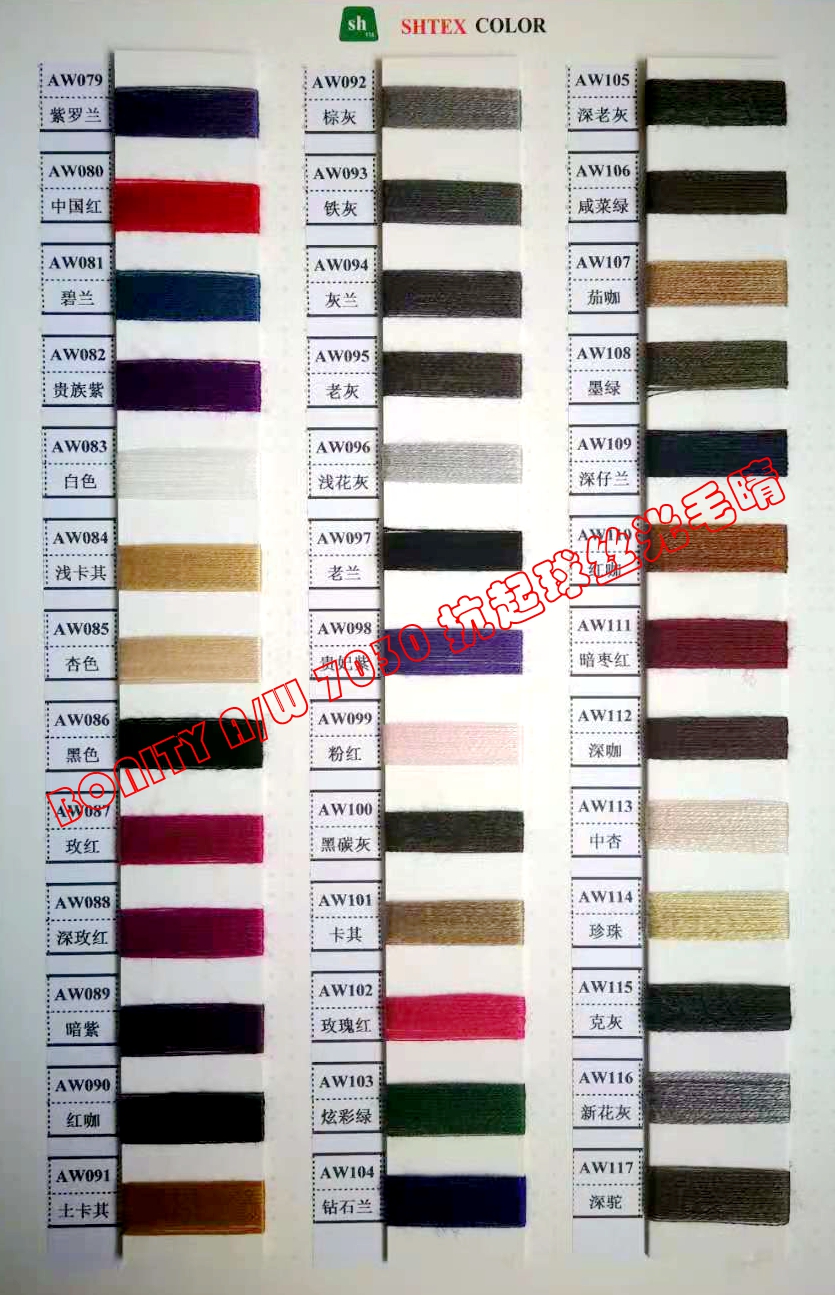 sh
SHTEX COLOR
AW079
紫罗兰
AW080
中国红
AW081
碧兰
AW082
贵族紫
AW083
白色
AW084
浅卡其
AW085
杏色
AW086
黑色
AW087
玫红
AW088
深玫红
AW089
暗紫
AW090
红咖
AW091
土卡其
AW092
棕灰
AW093
铁灰
AW094
灰兰
AW095
老灰
AW096
浅花灰
AW097
老兰
AW098
贵妃紫
AW099
粉红
AW100
黑碳灰
AW101
卡其
AW102
玫瑰红
AW103
炫彩绿
AW104
钻石兰
AW105
深老灰
AW106
咸菜绿
AW107
茄咖
AW108
墨绿
AW109
深仔兰
AW110
红咖
AW111
暗枣红
AW112
深咖
AW113
中杏
AW114
珍珠
AW115
克灰
AW116
新花灰
AW117
深驼
BONITY A/W 7030 抗起球丝光毛晴